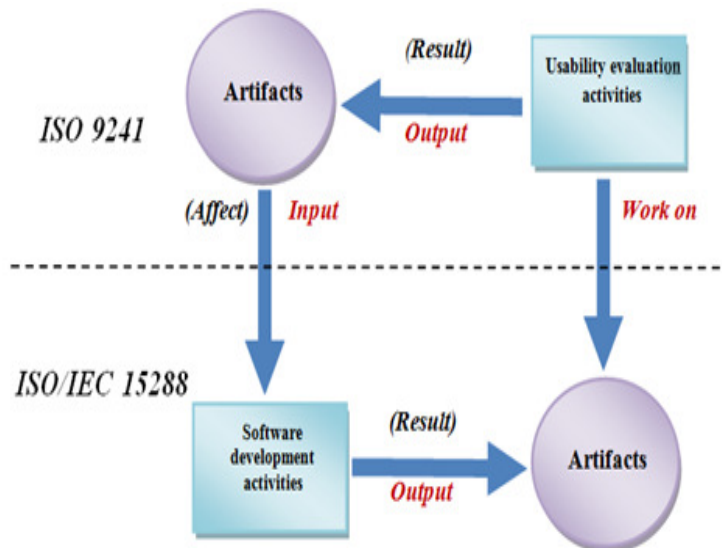 (Result)
Usability evaluation
activities
Artifacts
Output
ISO 9241
(Affect)
Input
Work on
ISO/IEC 15288
Software
development
activities
(Result)
Output
Artifacts